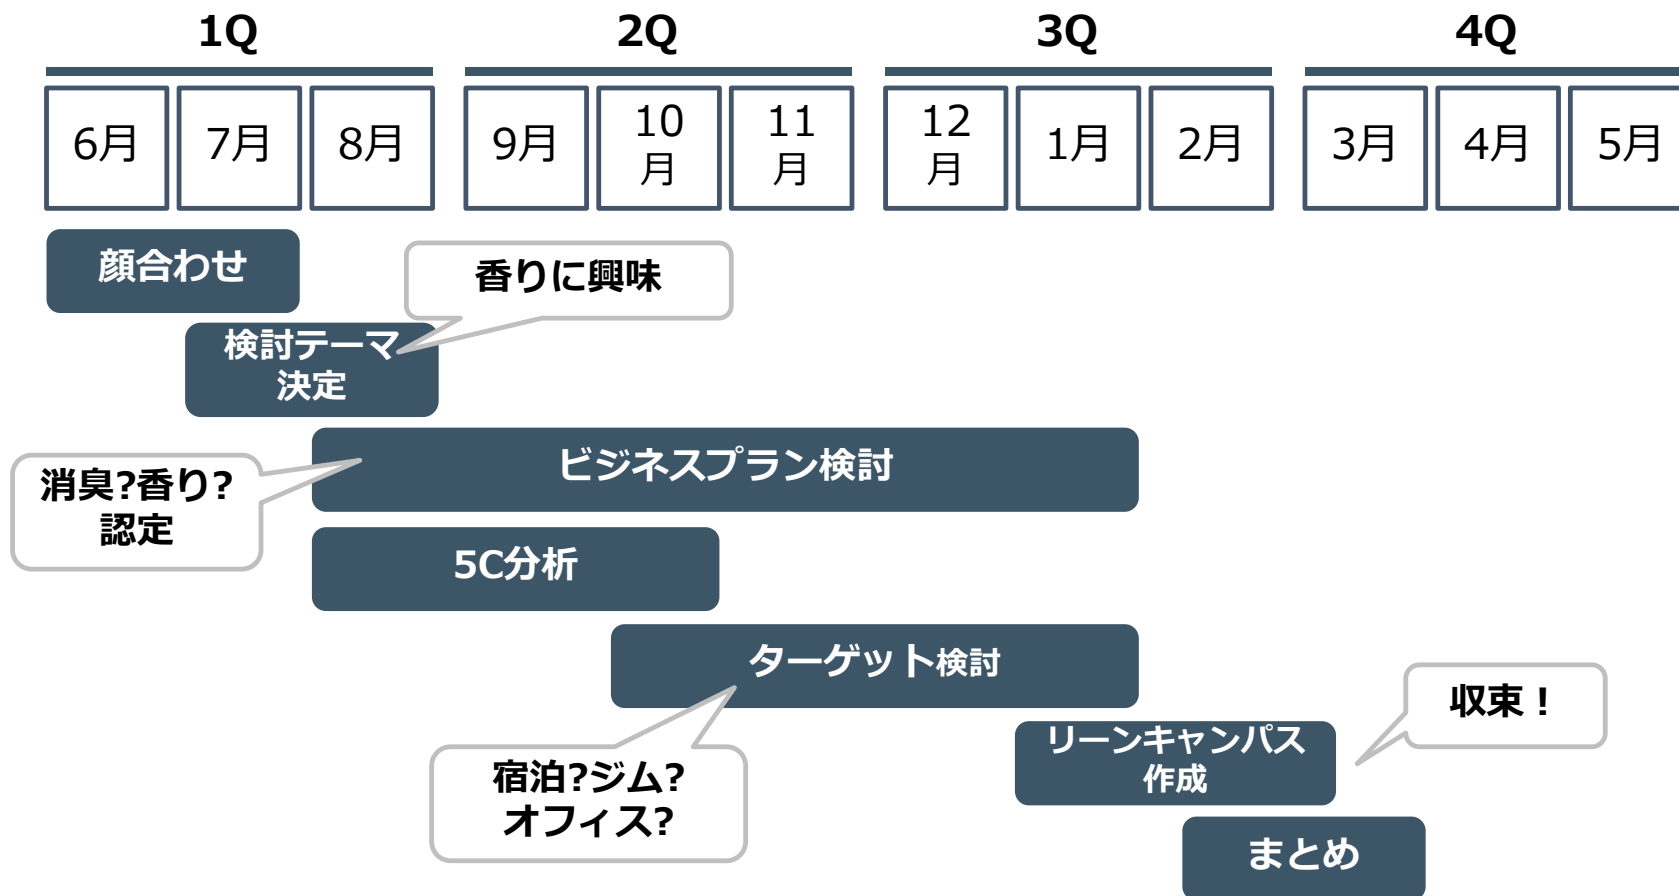 1Q
2Q
3Q
4Q
6月
7月
8月
9月
10
月
11
月
12
月
1月
2月
3月
4月
5月
顔合わせ
香りに興味
検討テーマ
決定
ビジネスプラン検討
消臭?香り?
認定
5C分析
ターゲット検討
収束！
リーンキャンパス
作成
宿泊?ジム?
オフィス?
まとめ